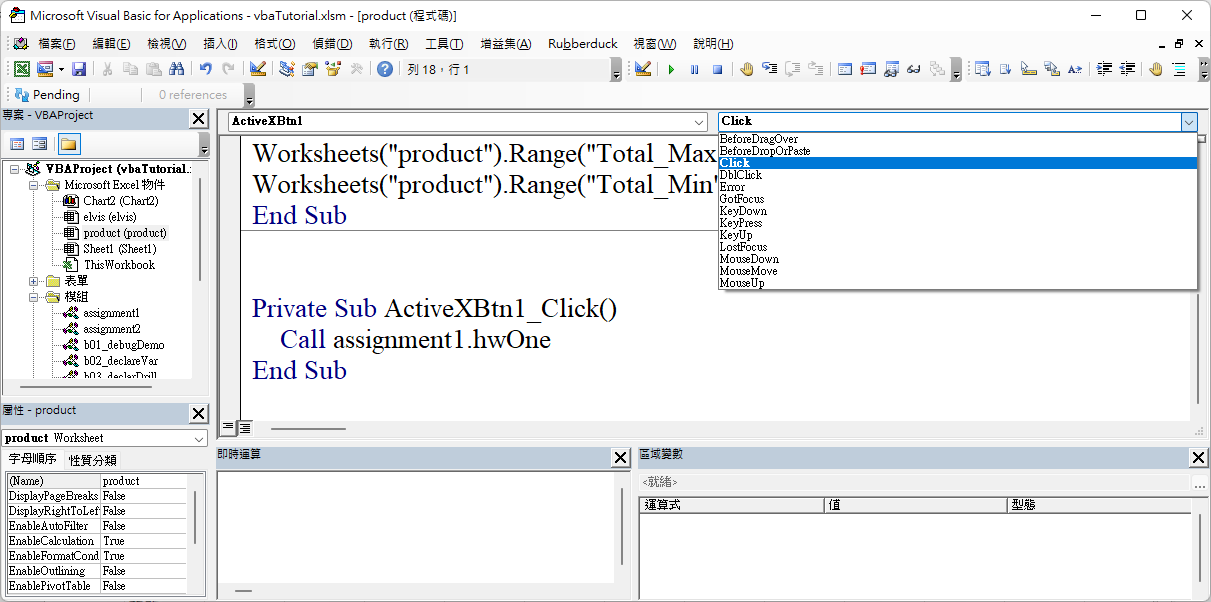 Microsoft Visual Basic for Applications - vbaTutorial.xlsm - [product (程式碼)]
檔案(F) 編輯(E) 檢視(V) 插入(I) 格式(O) 偵錯(D) 執行(R) 工具(T) 增益集(A) Rubberduck 視窗(W) 說明(H)
列 18，行 1
Pending 0 references
專案 - VBAProject
VBAProject (vbaTutorial.
Microsoft Excel 物件
Chart2 (Chart2)
elvis (elvis)
product (product)
Sheet1 (Sheet1)
ThisWorkbook
表單
模組
assignment1
assignment2
b01_debugDemo
b02_declareVar
b03_declarDrill
屬性 - product
product Worksheet
字母順序 性質分類
(Name) product
DisplayPageBreaks False
DisplayRightToLef False
EnableAutoFilter False
EnableCalculation True
EnableFormatCond True
EnableOutlining False
EnablePivotTable False
ActiveXBtn1 Click
Worksheets("product").Range("Total_Max
Worksheets("product").Range("Total_Min"
End Sub
Private Sub ActiveXBtn1_Click()
Call assignment1.hwOne
End Sub
BeforeDragOver
BeforeDropOrPaste
Click
DblClick
Error
GotFocus
KeyDown
KeyPress
KeyUp
LostFocus
MouseDown
MouseMove
MouseUp
即時運算
區域變數
<就緒>
...
運算式 值 型態